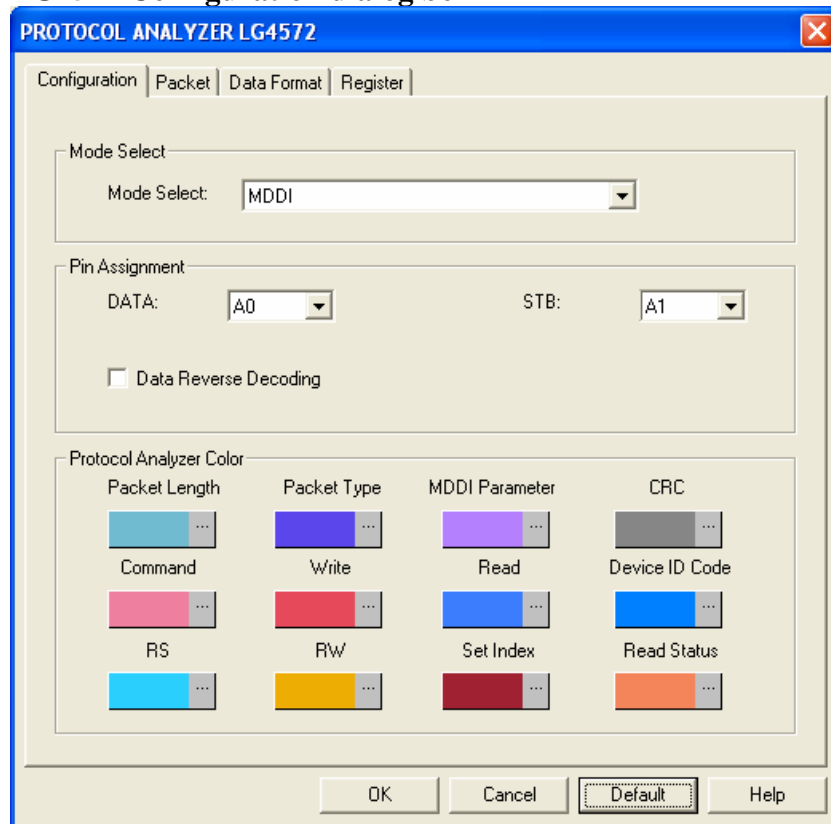 PROTOCOL ANALYZER LG4572
Configuration Packet Data Format Register
Mode Select
Mode Select: MDDI
Pin Assignment
DATA: A0 STB: A1
Data Reverse Decoding
Protocol Analyzer Color
Packet Length Packet Type MDDI Parameter CRC
... ... ... ...
Command Write Read Device ID Code
... ... ... ...
RS RW Set Index Read Status
... ... ... ...
OK Cancel Default Help